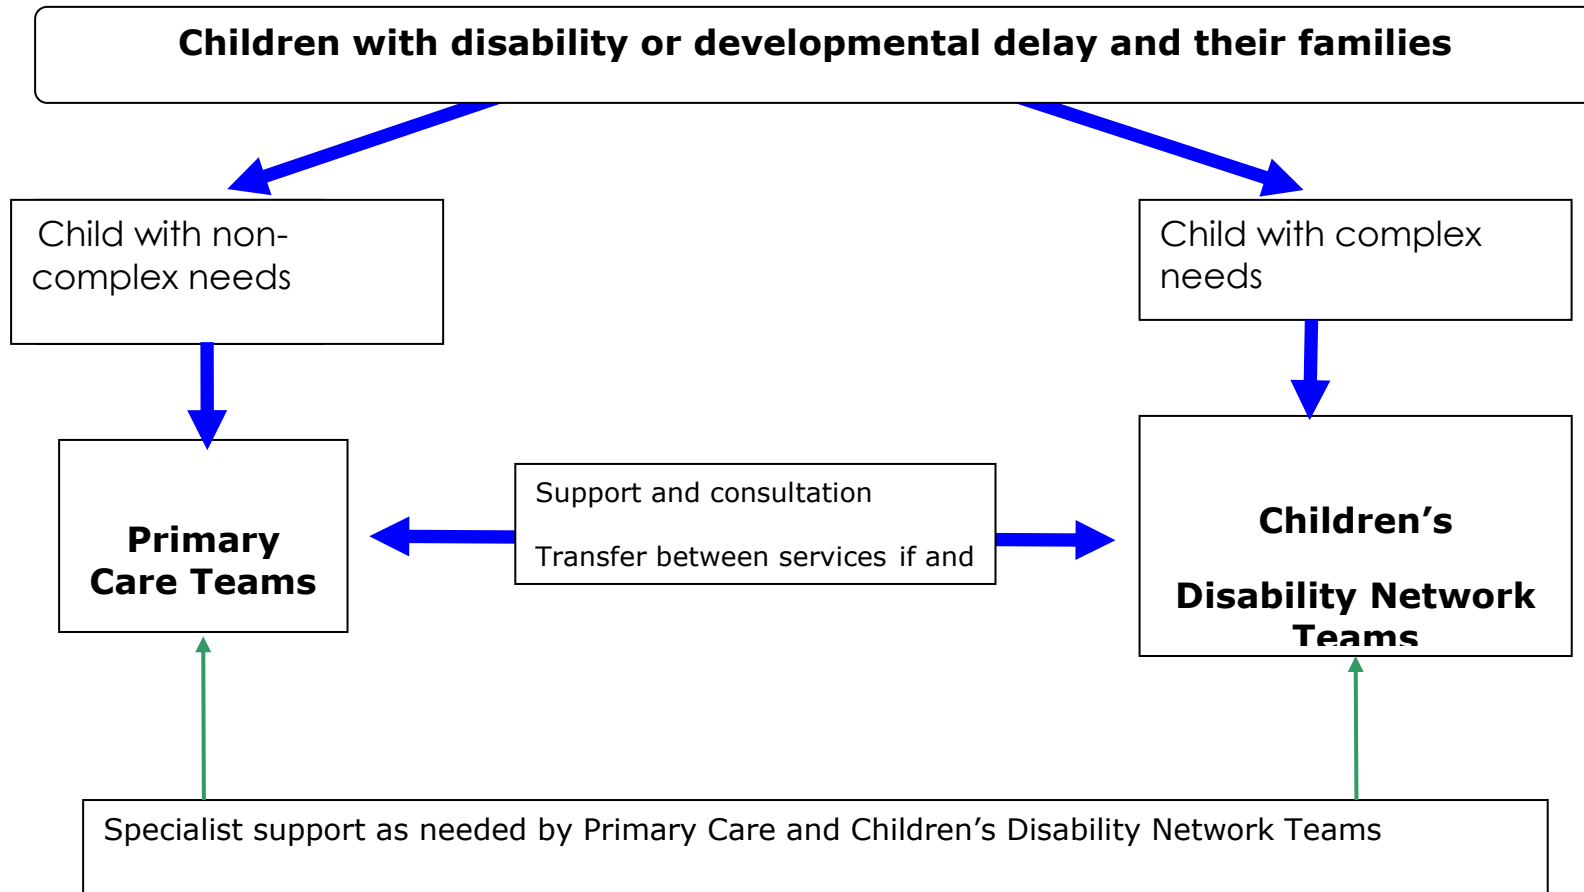 Children with disability or developmental delay and their families
Child with non-
complex needs
Child with complex
needs
Primary
Care Teams
Support and consultation
Transfer between services if and
Children’s
Disability Network
Teams
Specialist support as needed by Primary Care and Children’s Disability Network Teams